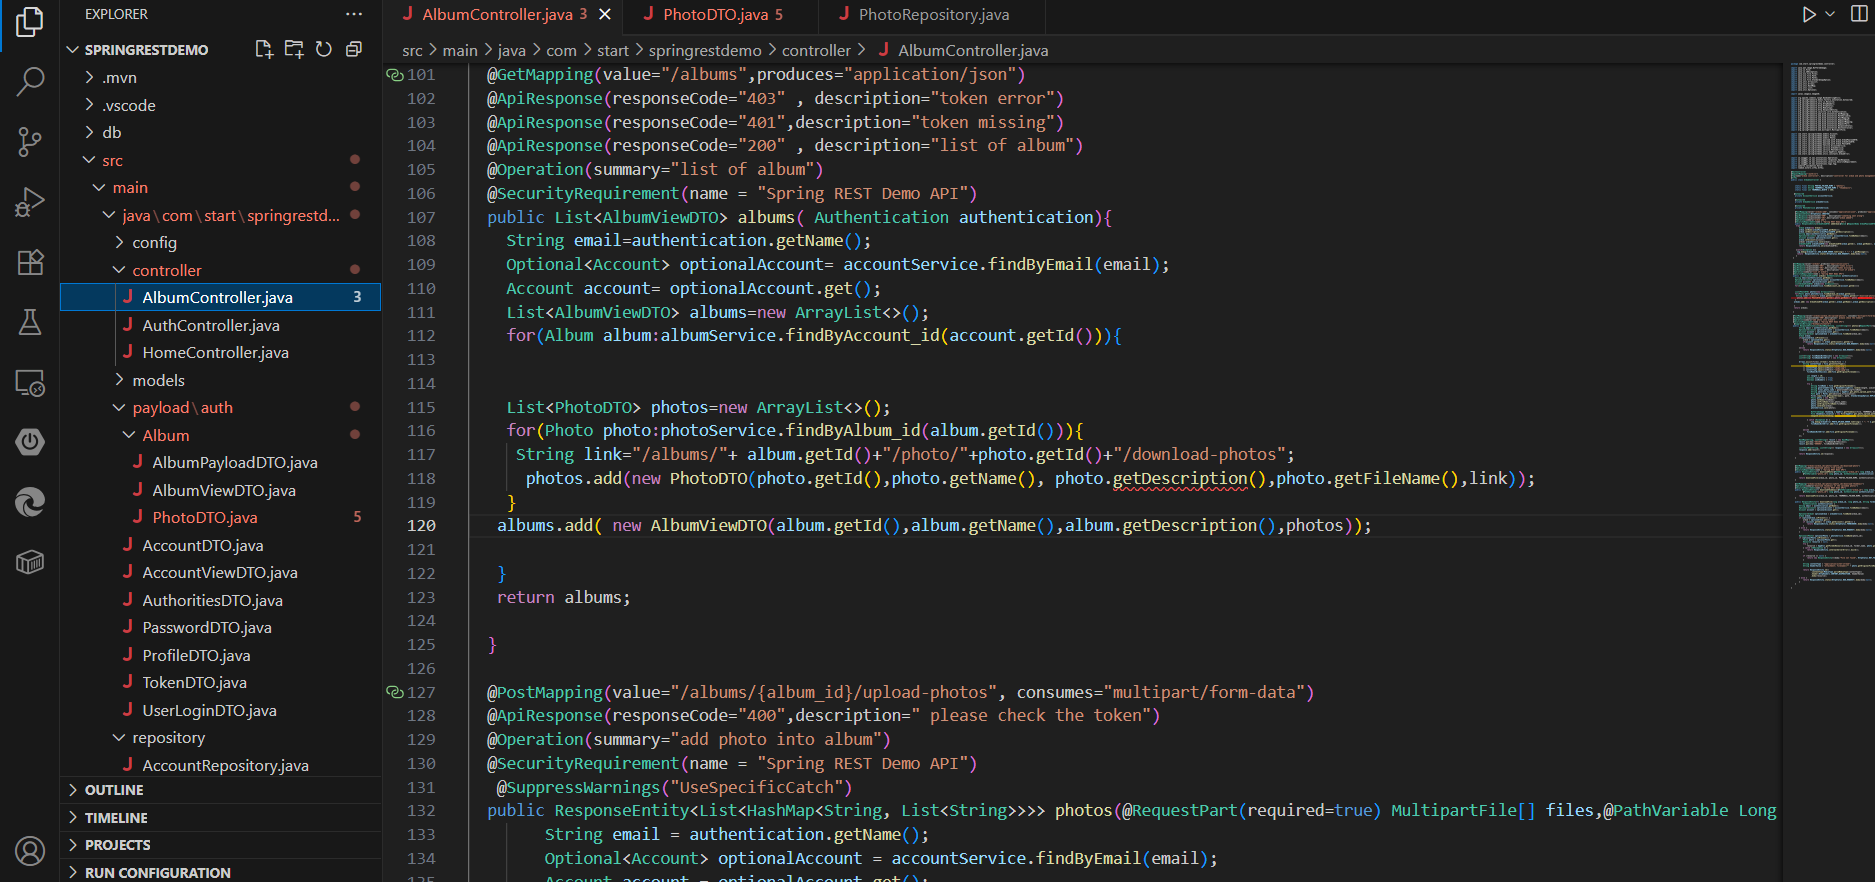 EXPLORER
SPRINGRESTDEMO
.mvn
.vscode
db
src
main
java\com\start\springrestd...
config
controller
AlbumController.java 3
AuthController.java
HomeController.java
models
payload\auth
Album
AlbumPayloadDTO.java
AlbumViewDTO.java
PhotoDTO.java 5
AccountDTO.java
AccountViewDTO.java
AuthoritiesDTO.java
PasswordDTO.java
ProfileDTO.java
TokenDTO.java
UserLoginDTO.java
repository
AccountRepository.java
OUTLINE
TIMELINE
PROJECTS
RUN CONFIGURATION
AlbumController.java 3 PhotoDTO.java 5 PhotoRepository.java
src > main > java > com > start > springrestdemo > controller > AlbumController.java
101 @GetMapping(value="/albums",produces="application/json")
102 @ApiResponse(responseCode="403" , description="token error")
103 @ApiResponse(responseCode="401",description="token missing")
104 @ApiResponse(responseCode="200" , description="list of album")
105 @Operation(summary="list of album")
106 @SecurityRequirement(name = "Spring REST Demo API")
107 public List<AlbumViewDTO> albums( Authentication authentication){
108 String email=authentication.getName();
109 Optional<Account> optionalAccount= accountService.findByEmail(email);
110 Account account= optionalAccount.get();
111 List<AlbumViewDTO> albums=new ArrayList<>();
112 for(Album album:albumService.findByAccount_id(account.getId())){
113
114
115 List<PhotoDTO> photos=new ArrayList<>();
116 for(Photo photo:photoService.findByAlbum_id(album.getId())){
117 String link="/albums/"+ album.getId()+"/photo/"+photo.getId()+"/download-photos";
118 photos.add(new PhotoDTO(photo.getId(),photo.getName(), photo.getDescription(),photo.getFileName(),link));
119 }
120 albums.add( new AlbumViewDTO(album.getId(),album.getName(),album.getDescription(),photos));
121
122 }
123 return albums;
124
125 }
126
127 @PostMapping(value="/albums/{album_id}/upload-photos", consumes="multipart/form-data")
128 @ApiResponse(responseCode="400",description=" please check the token")
129 @Operation(summary="add photo into album")
130 @SecurityRequirement(name = "Spring REST Demo API")
131 @SuppressWarnings("UseSpecificCatch")
132 public ResponseEntity<List<HashMap<String, List<String>>>> photos(@RequestPart(required=true) MultipartFile[] files,@PathVariable Long
133 String email = authentication.getName();
134 Optional<Account> optionalAccount = accountService.findByEmail(email);
135 Account account = optionalAccount.get();